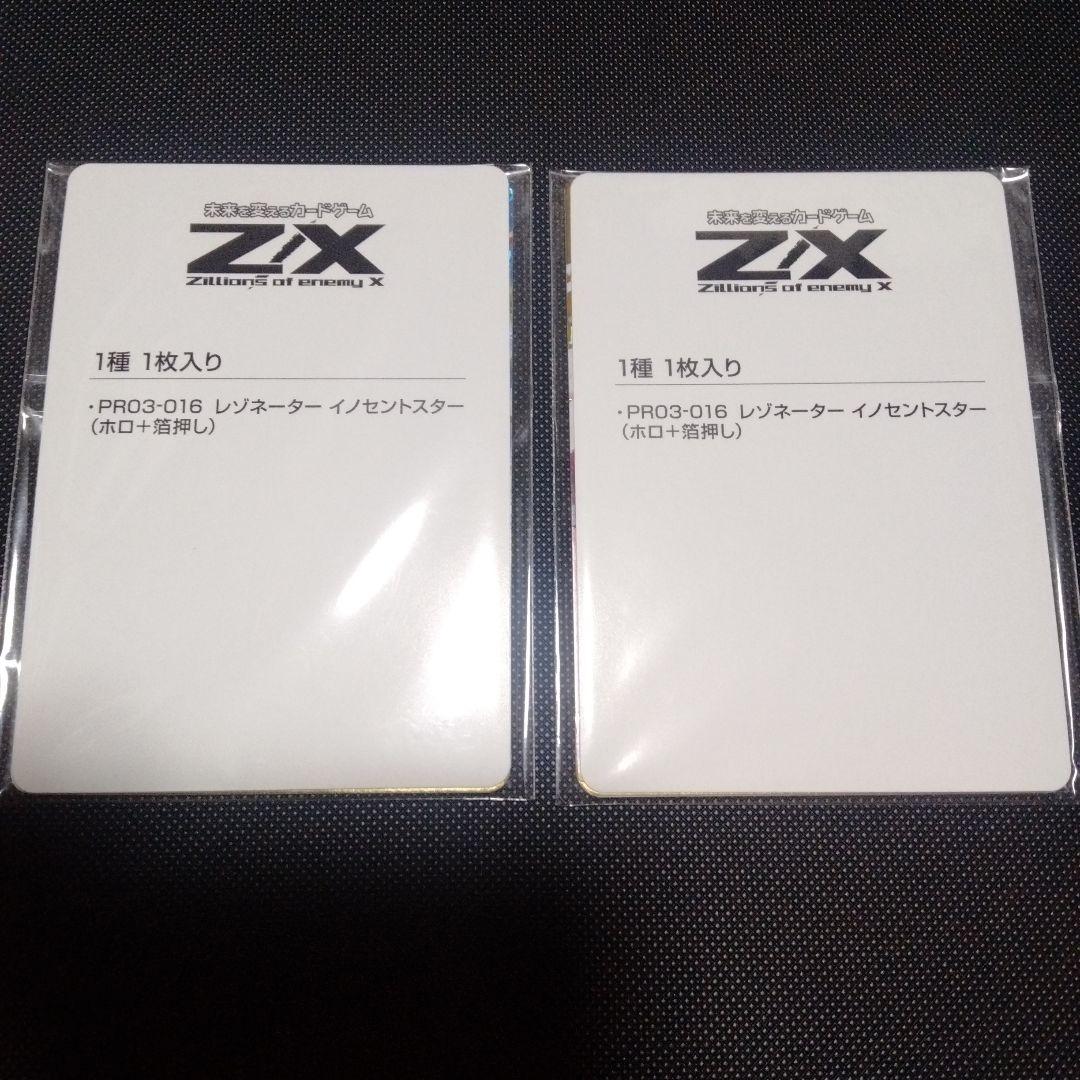 未来を変えるカードゲーム
Z/X
Zillions of enemy X
1種 1枚入り
・PR03-016 レゾネーター イノセントスター
（ホロ＋箔押し）
未来を変えるカードゲーム
Z/X
Zillions of enemy X
1種 1枚入り
・PR03-016 レゾネーター イノセントスター
（ホロ＋箔押し）